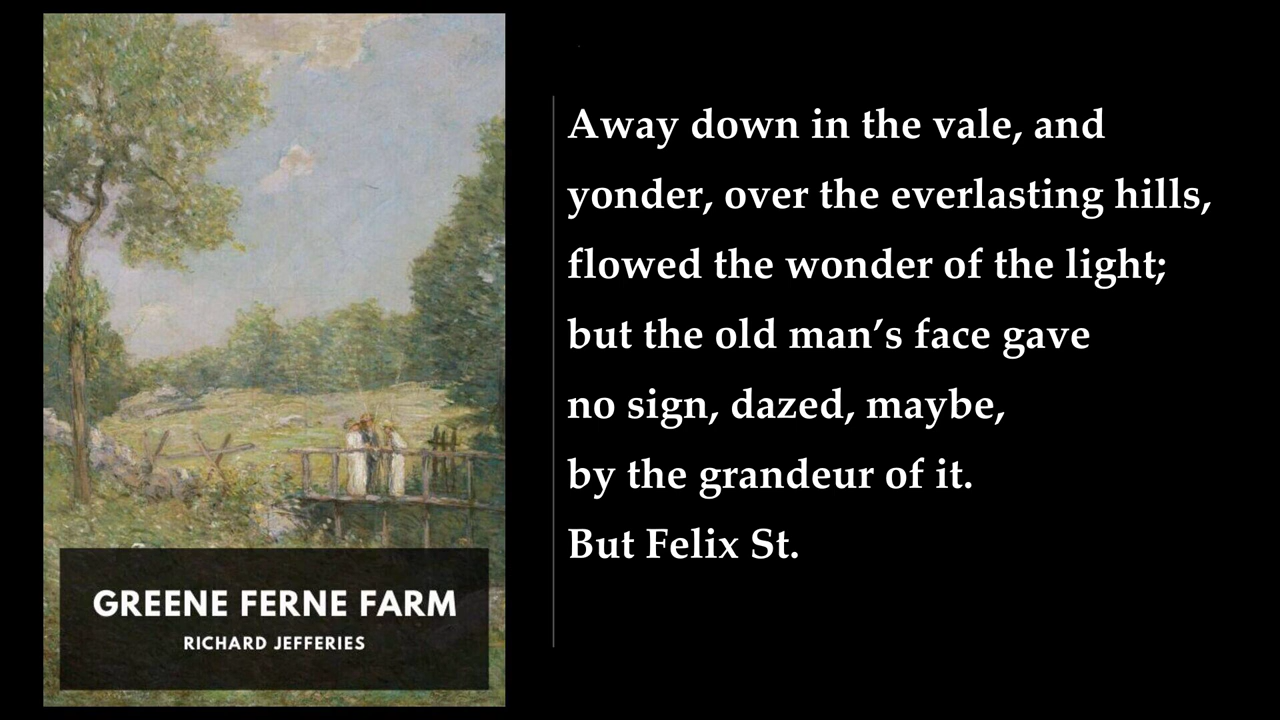 Away down in the vale, and
yonder, over the everlasting hills,
flowed the wonder of the light;
but the old man’s face gave
no sign, dazed, maybe,
by the grandeur of it.
But Felix St.
GREENE FERNE FARM
RICHARD JEFFERIES